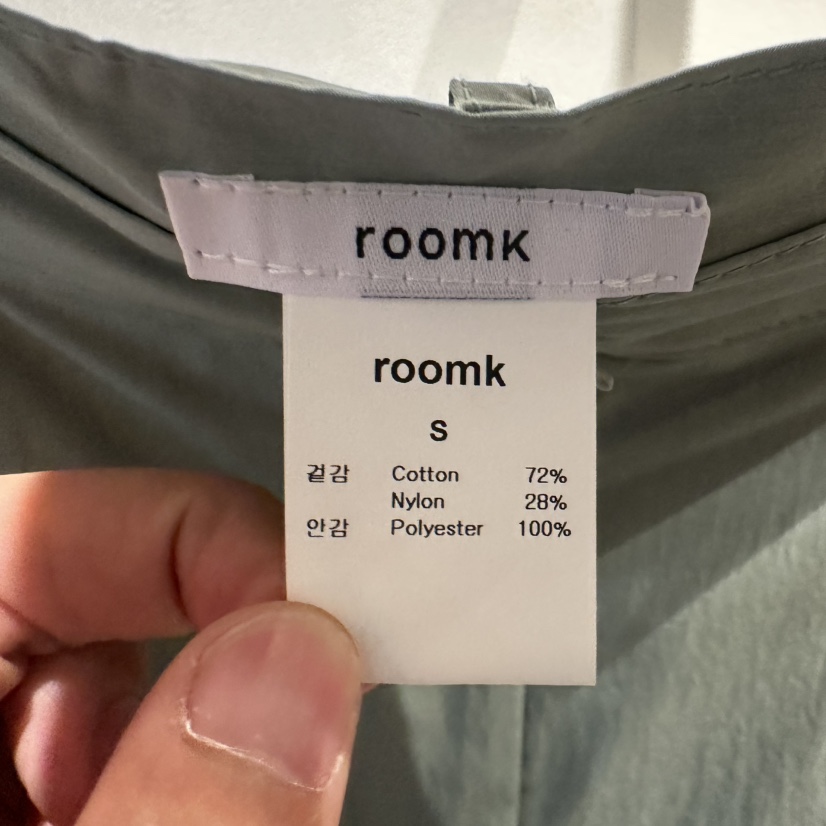 roomk
roomk
s
겉감 Cotton 72%
Nylon 28%
안감 Polyester 100%